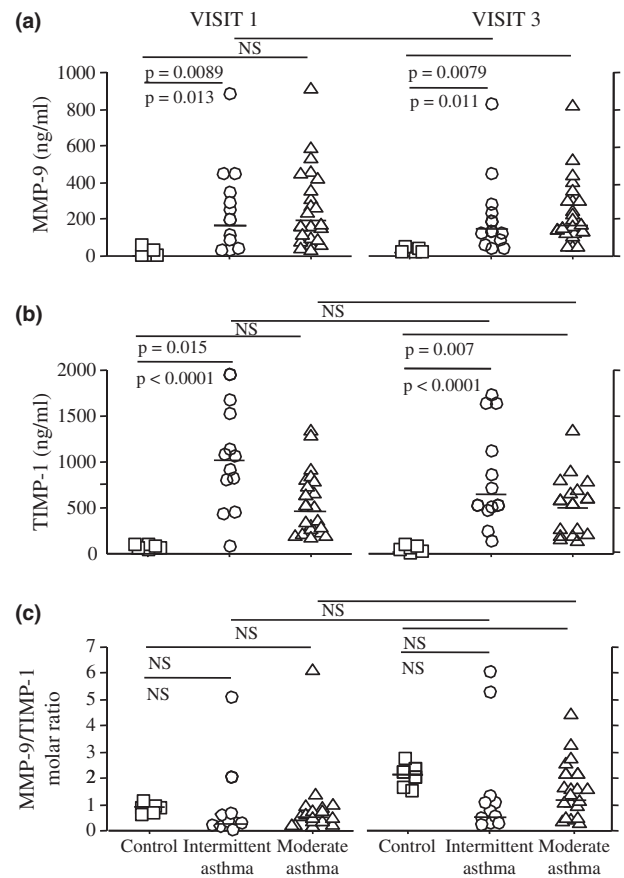 (a) VISIT 1 VISIT 3
NS
p = 0.0089 p = 0.0079
p = 0.013 p = 0.011
1000
800
600
400
200
0
MMP-9 (ng/ml)
(b)
NS
NS
p = 0.015 p = 0.007
p < 0.0001 p < 0.0001
2000
1500
1000
500
0
TIMP-1 (ng/ml)
(c)
NS
NS NS
NS NS
7
6
5
4
3
2
1
0
MMP-9/TIMP-1
molar ratio
Control Intermittent Moderate Control Intermittent Moderate
asthma asthma asthma asthma